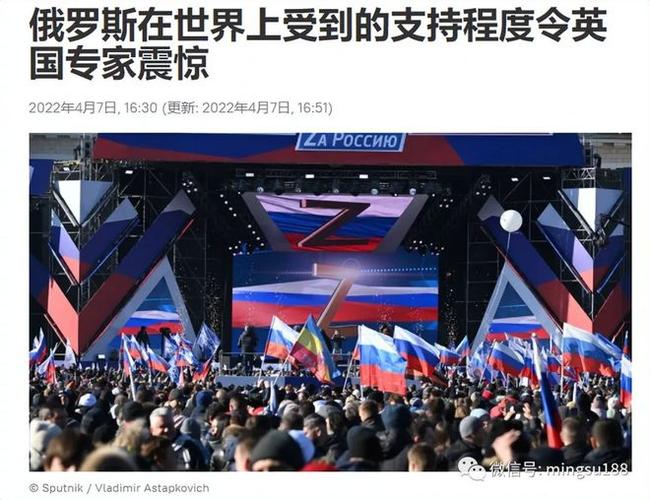 俄罗斯在世界上受到的支持程度令英
国专家震惊
2022年4月7日, 16:30 (更新: 2022年4月7日, 16:51)
ZА РОССИЮ
Z
微信号: mingsu188
© Sputnik / Vladimir Astapkovich